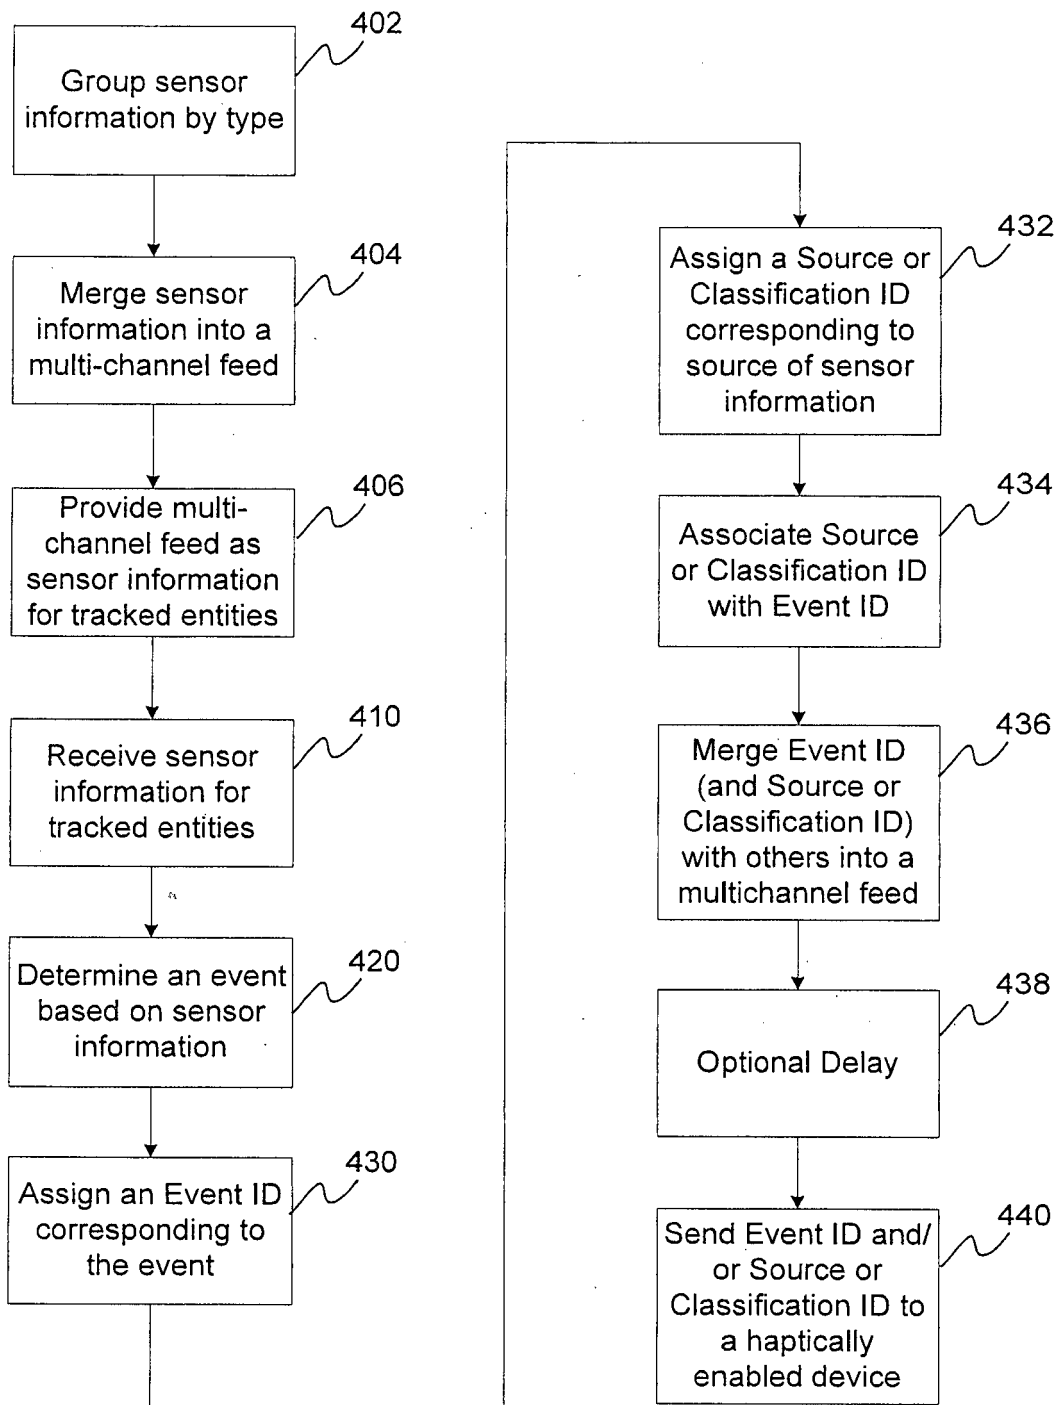 402
Group sensor
information by type
404
Merge sensor
information into a
multi-channel feed
406
Provide multi-
channel feed as
sensor information
for tracked entities
410
Receive sensor
information for
tracked entities
420
Determine an event
based on sensor
information
430
Assign an Event ID
corresponding to
the event
432
Assign a Source or
Classification ID
corresponding to
source of sensor
information
434
Associate Source
or Classification ID
with Event ID
436
Merge Event ID
(and Source or
Classification ID)
with others into a
multichannel feed
438
Optional Delay
440
Send Event ID and/
or Source or
Classification ID to
a haptically
enabled device